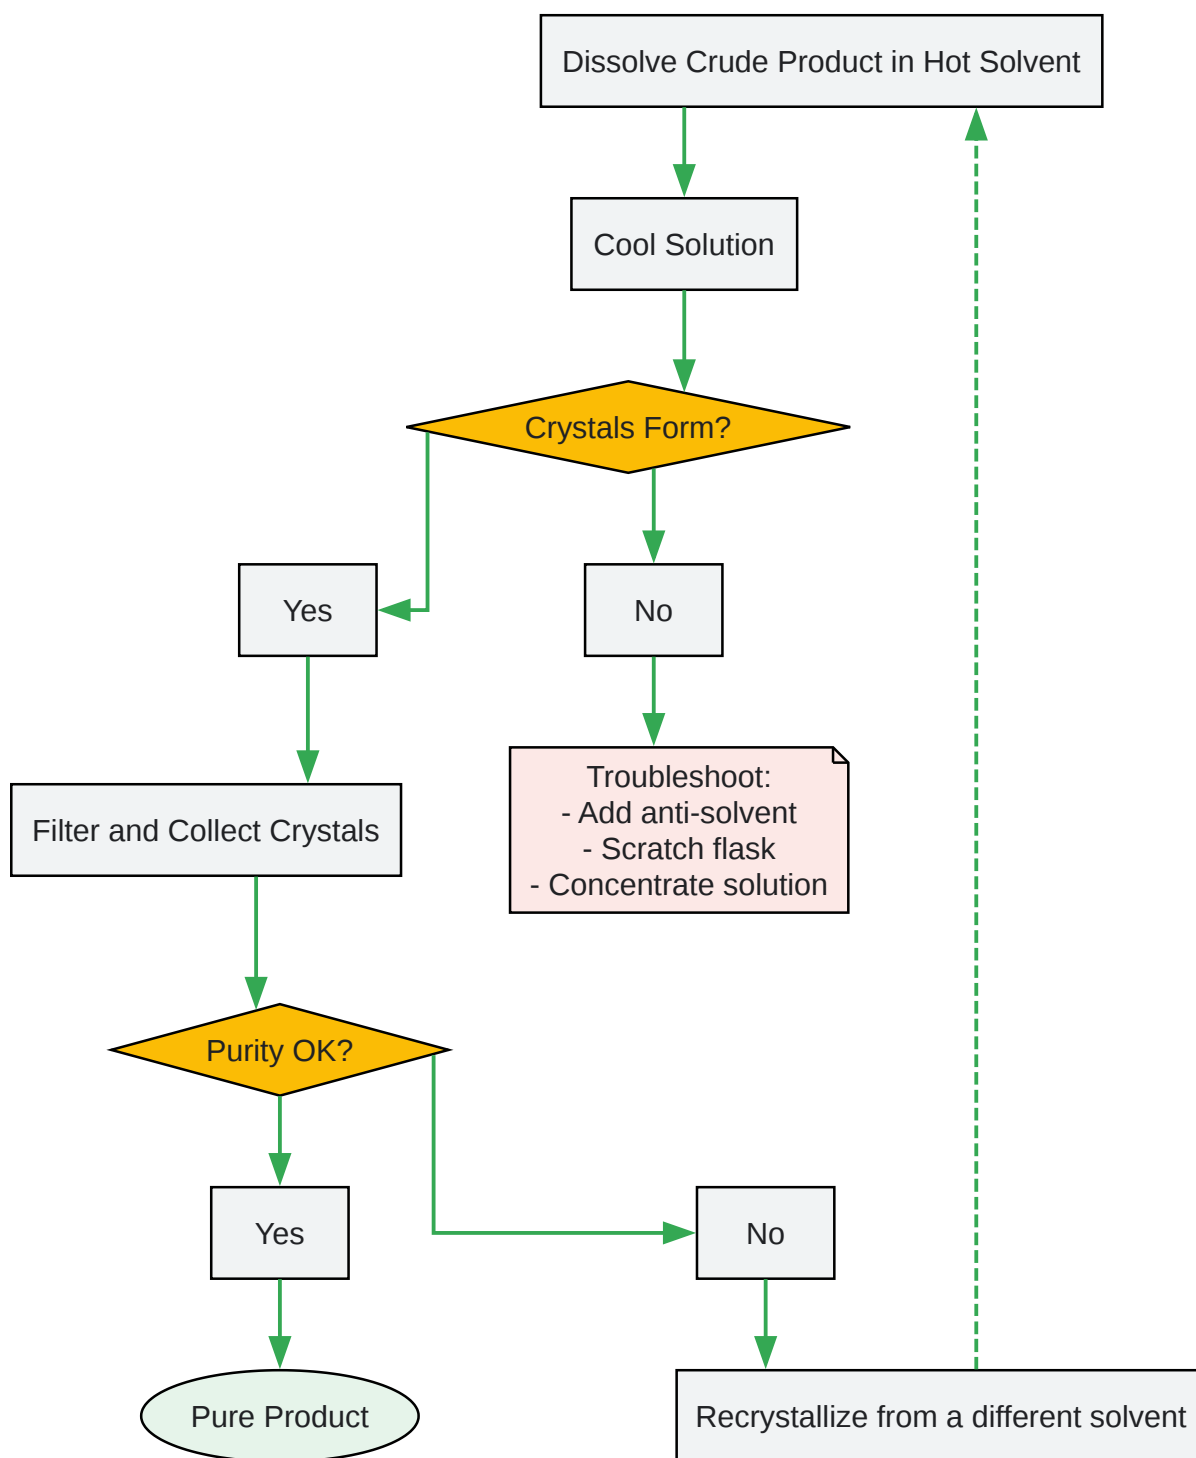 Dissolve Crude Product in Hot Solvent
Cool Solution
Crystals Form?
Yes
No
Troubleshoot:
- Add anti-solvent
- Scratch flask
- Concentrate solution
Filter and Collect Crystals
Purity OK?
Yes
No
Pure Product
Recrystallize from a different solvent